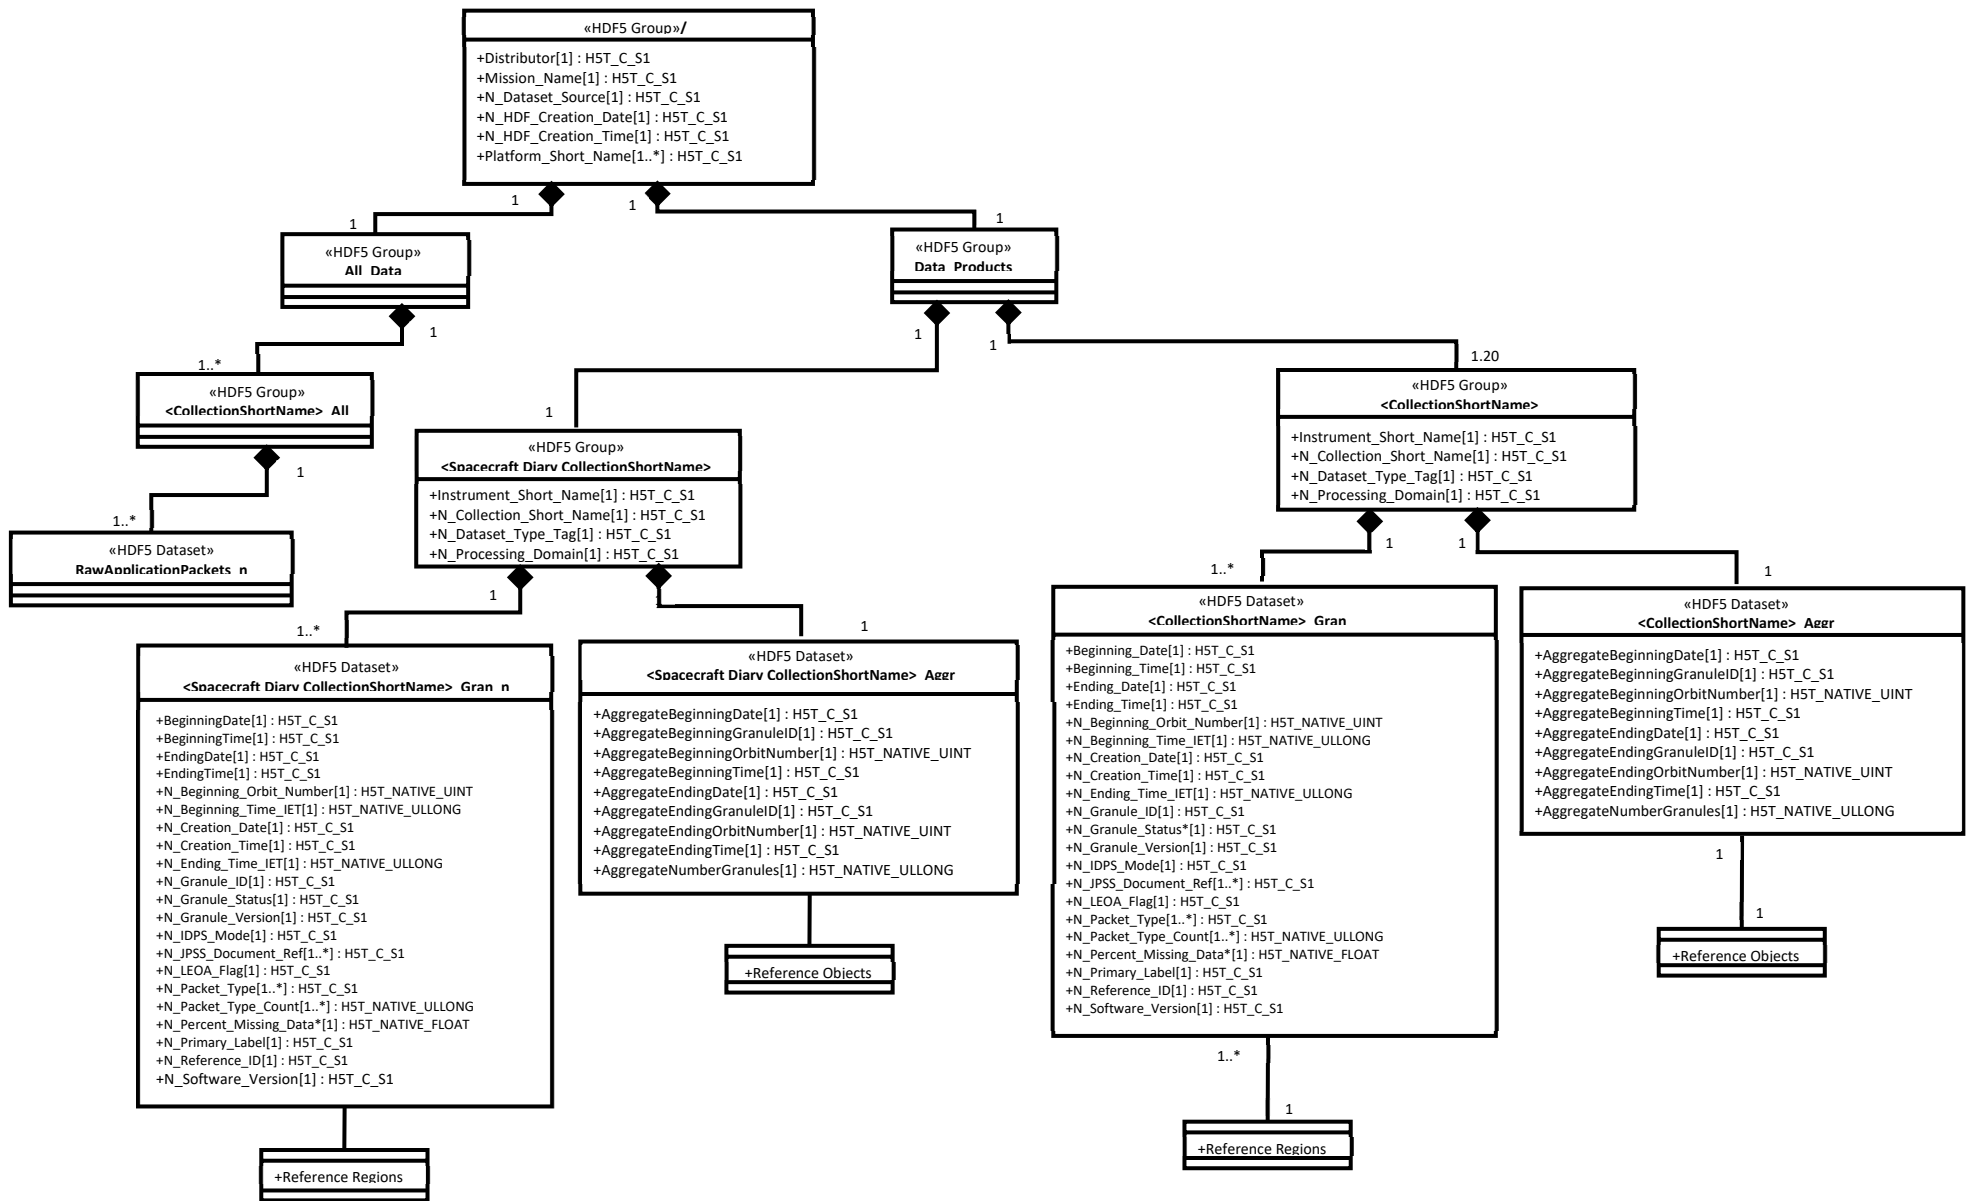 «HDF5 Group»/
+Distributor[1] : H5T_C_S1
+Mission_Name[1] : H5T_C_S1
+N_Dataset_Source[1] : H5T_C_S1
+N_HDF_Creation_Date[1] : H5T_C_S1
+N_HDF_Creation_Time[1] : H5T_C_S1
+Platform_Short_Name[1..*] : H5T_C_S1
1
1
1
1
«HDF5 Group»
All_Data
«HDF5 Group»
Data_Products
1
1
1
1..*
1.20
«HDF5 Group»
<CollectionShortName>_All
1
1..*
«HDF5 Dataset»
RawApplicationPackets_n
1
«HDF5 Group»
<Spacecraft Diary CollectionShortName>
+Instrument_Short_Name[1] : H5T_C_S1
+N_Collection_Short_Name[1] : H5T_C_S1
+N_Dataset_Type_Tag[1] : H5T_C_S1
+N_Processing_Domain[1] : H5T_C_S1
«HDF5 Group»
<CollectionShortName>
+Instrument_Short_Name[1] : H5T_C_S1
+N_Collection_Short_Name[1] : H5T_C_S1
+N_Dataset_Type_Tag[1] : H5T_C_S1
+N_Processing_Domain[1] : H5T_C_S1
1
1..*
1
«HDF5 Dataset»
<Spacecraft Diary CollectionShortName>_Gran_n
+BeginningDate[1] : H5T_C_S1
+BeginningTime[1] : H5T_C_S1
+EndingDate[1] : H5T_C_S1
+EndingTime[1] : H5T_C_S1
+N_Beginning_Orbit_Number[1] : H5T_NATIVE_UINT
+N_Beginning_Time_IET[1] : H5T_NATIVE_ULLONG
+N_Creation_Date[1] : H5T_C_S1
+N_Creation_Time[1] : H5T_C_S1
+N_Ending_Time_IET[1] : H5T_NATIVE_ULLONG
+N_Granule_ID[1] : H5T_C_S1
+N_Granule_Status[1] : H5T_C_S1
+N_Granule_Version[1] : H5T_C_S1
+N_IDPS_Mode[1] : H5T_C_S1
+N_JPSS_Document_Ref[1..*] : H5T_C_S1
+N_LEOA_Flag[1] : H5T_C_S1
+N_Packet_Type[1..*] : H5T_C_S1
+N_Packet_Type_Count[1..*] : H5T_NATIVE_ULLONG
+N_Percent_Missing_Data*[1] : H5T_NATIVE_FLOAT
+N_Primary_Label[1] : H5T_C_S1
+N_Reference_ID[1] : H5T_C_S1
+N_Software_Version[1] : H5T_C_S1
+Reference Regions
«HDF5 Dataset»
<Spacecraft Diary CollectionShortName>_Aggr
+AggregateBeginningDate[1] : H5T_C_S1
+AggregateBeginningGranuleID[1] : H5T_C_S1
+AggregateBeginningOrbitNumber[1] : H5T_NATIVE_UINT
+AggregateBeginningTime[1] : H5T_C_S1
+AggregateEndingDate[1] : H5T_C_S1
+AggregateEndingGranuleID[1] : H5T_C_S1
+AggregateEndingOrbitNumber[1] : H5T_NATIVE_UINT
+AggregateEndingTime[1] : H5T_C_S1
+AggregateNumberGranules[1] : H5T_NATIVE_ULLONG
+Reference Objects
1
1..*
1
1
«HDF5 Dataset»
<CollectionShortName>_Gran
+Beginning_Date[1] : H5T_C_S1
+Beginning_Time[1] : H5T_C_S1
+Ending_Date[1] : H5T_C_S1
+Ending_Time[1] : H5T_C_S1
+N_Beginning_Orbit_Number[1] : H5T_NATIVE_UINT
+N_Beginning_Time_IET[1] : H5T_NATIVE_ULLONG
+N_Creation_Date[1] : H5T_C_S1
+N_Creation_Time[1] : H5T_C_S1
+N_Ending_Time_IET[1] : H5T_NATIVE_ULLONG
+N_Granule_ID[1] : H5T_C_S1
+N_Granule_Status*[1] : H5T_C_S1
+N_Granule_Version[1] : H5T_C_S1
+N_IDPS_Mode[1] : H5T_C_S1
+N_JPSS_Document_Ref[1..*] : H5T_C_S1
+N_LEOA_Flag[1] : H5T_C_S1
+N_Packet_Type[1..*] : H5T_C_S1
+N_Packet_Type_Count[1..*] : H5T_NATIVE_ULLONG
+N_Percent_Missing_Data*[1] : H5T_NATIVE_FLOAT
+N_Primary_Label[1] : H5T_C_S1
+N_Reference_ID[1] : H5T_C_S1
+N_Software_Version[1] : H5T_C_S1
1..*
1
+Reference Regions
«HDF5 Dataset»
<CollectionShortName>_Aggr
+AggregateBeginningDate[1] : H5T_C_S1
+AggregateBeginningGranuleID[1] : H5T_C_S1
+AggregateBeginningOrbitNumber[1] : H5T_NATIVE_UINT
+AggregateBeginningTime[1] : H5T_C_S1
+AggregateEndingDate[1] : H5T_C_S1
+AggregateEndingGranuleID[1] : H5T_C_S1
+AggregateEndingOrbitNumber[1] : H5T_NATIVE_UINT
+AggregateEndingTime[1] : H5T_C_S1
+AggregateNumberGranules[1] : H5T_NATIVE_ULLONG
1
1
+Reference Objects